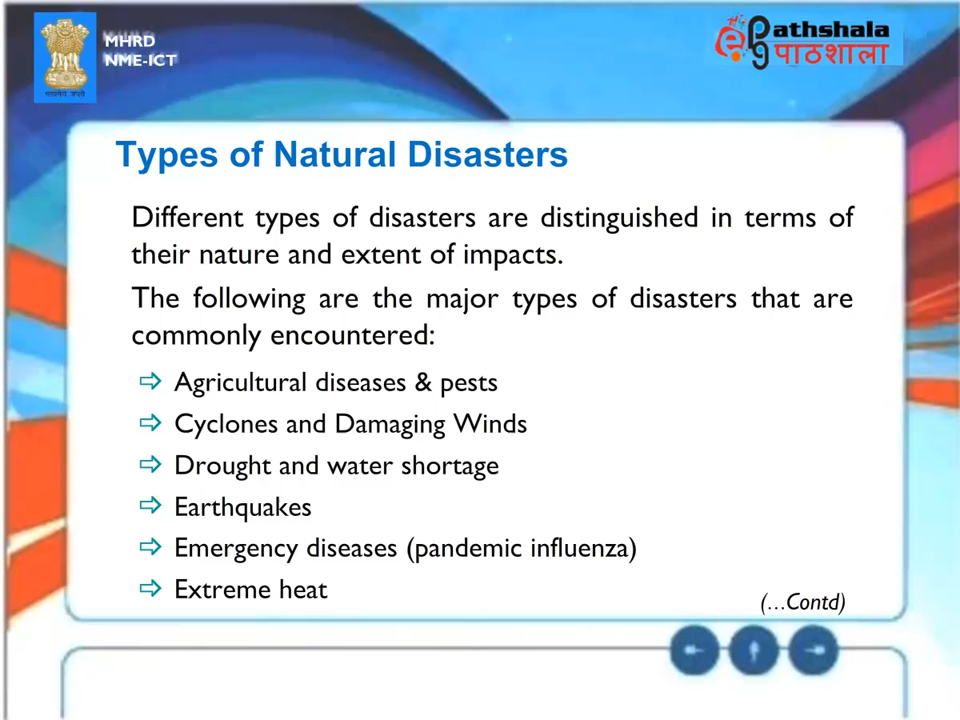 MHRD
NME-ICT
ePG athshala
पाठशाला
Types of Natural Disasters
Different types of disasters are distinguished in terms of
their nature and extent of impacts.
The following are the major types of disasters that are
commonly encountered:
⇨ Agricultural diseases & pests
⇨ Cyclones and Damaging Winds
⇨ Drought and water shortage
⇨ Earthquakes
⇨ Emergency diseases (pandemic influenza)
⇨ Extreme heat
(...Contd)